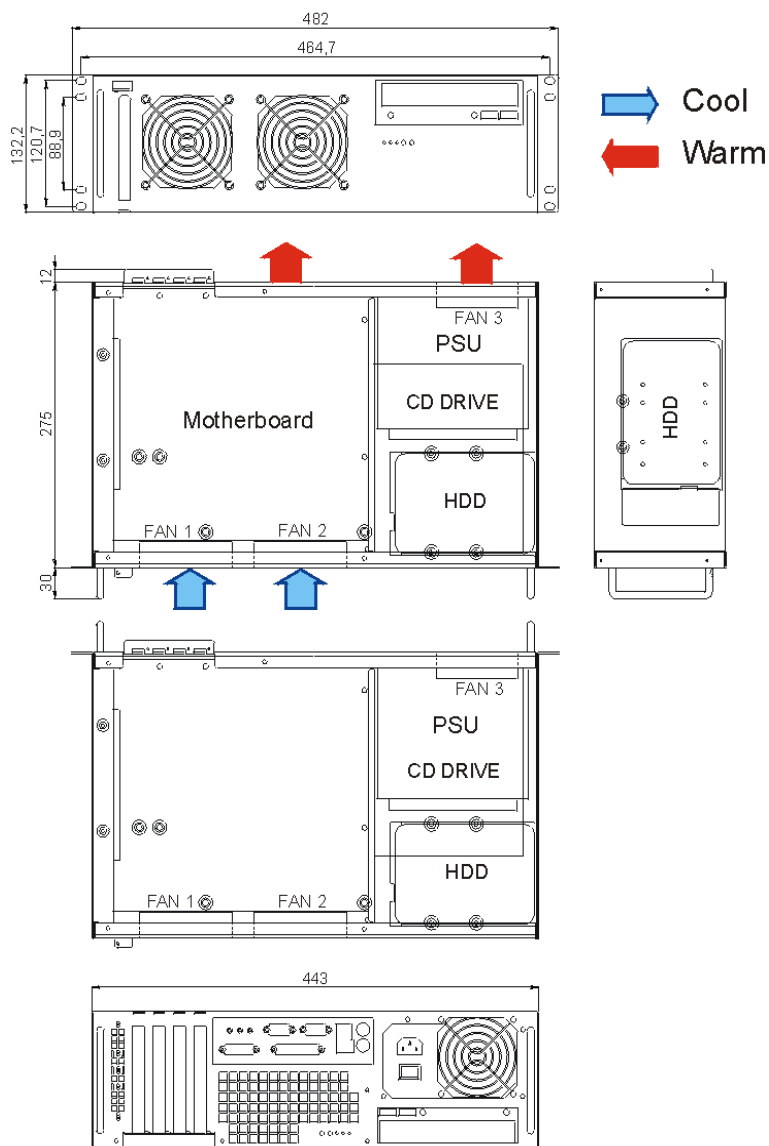 482
464,7
132,2
120,7
88,9
Cool
Warm
12
275
30
FAN 3
PSU
CD DRIVE
Motherboard
HDD
FAN 1
FAN 2
HDD
FAN 3
PSU
CD DRIVE
HDD
FAN 1
FAN 2
443